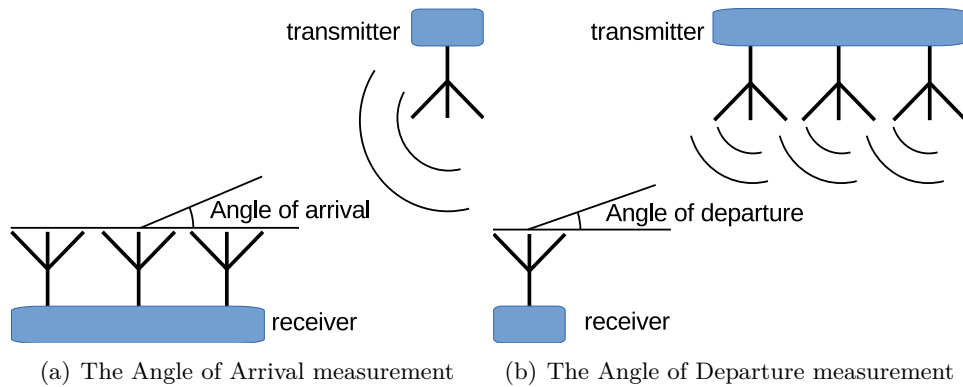 transmitter
Angle of arrival
receiver
(a) The Angle of Arrival measurement
transmitter
Angle of departure
receiver
(b) The Angle of Departure measurement